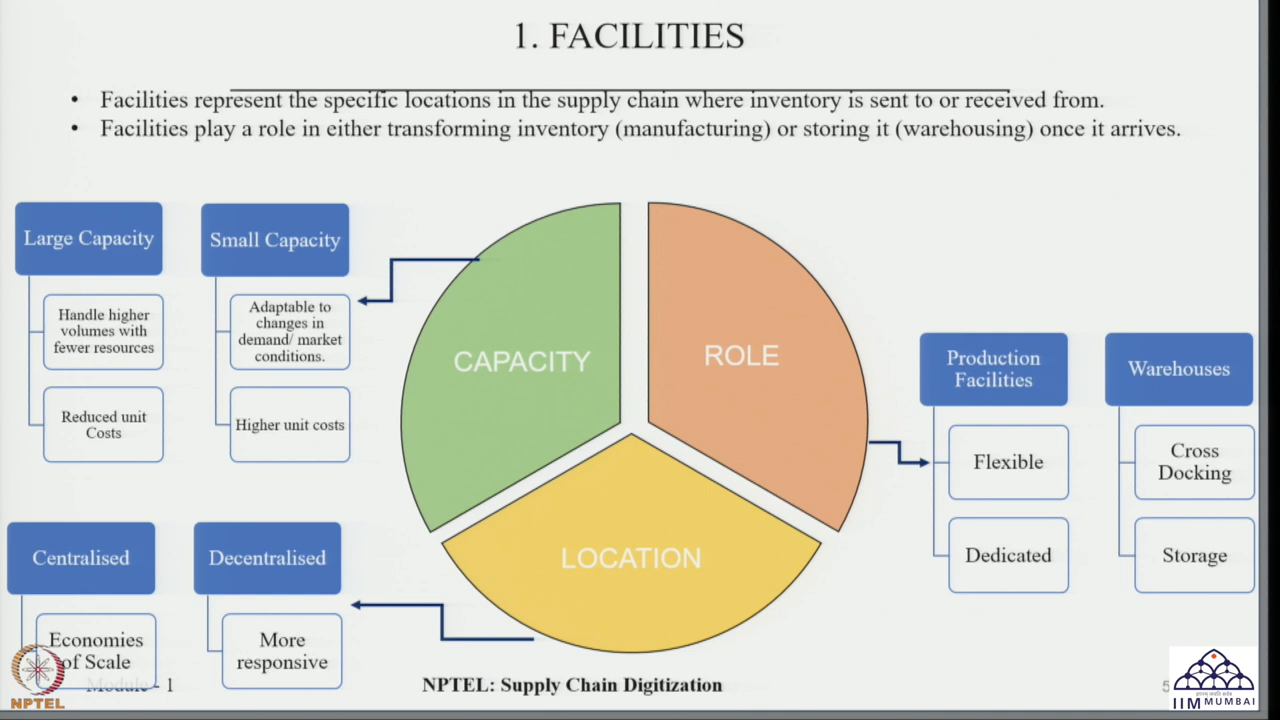 1. FACILITIES
• Facilities represent the specific locations in the supply chain where inventory is sent to or received from.
• Facilities play a role in either transforming inventory (manufacturing) or storing it (warehousing) once it arrives.
Large Capacity
Handle higher
volumes with
fewer resources
Reduced unit
Costs
Small Capacity
Adaptable to
changes in
demand/ market
conditions.
Higher unit costs
CAPACITY
ROLE
LOCATION
Production
Facilities
Flexible
Dedicated
Warehouses
Cross
Docking
Storage
Centralised
Economies
of Scale
Decentralised
More
responsive
Module - 1
NPTEL: Supply Chain Digitization
5
NPTEL
IIM MUMBAI